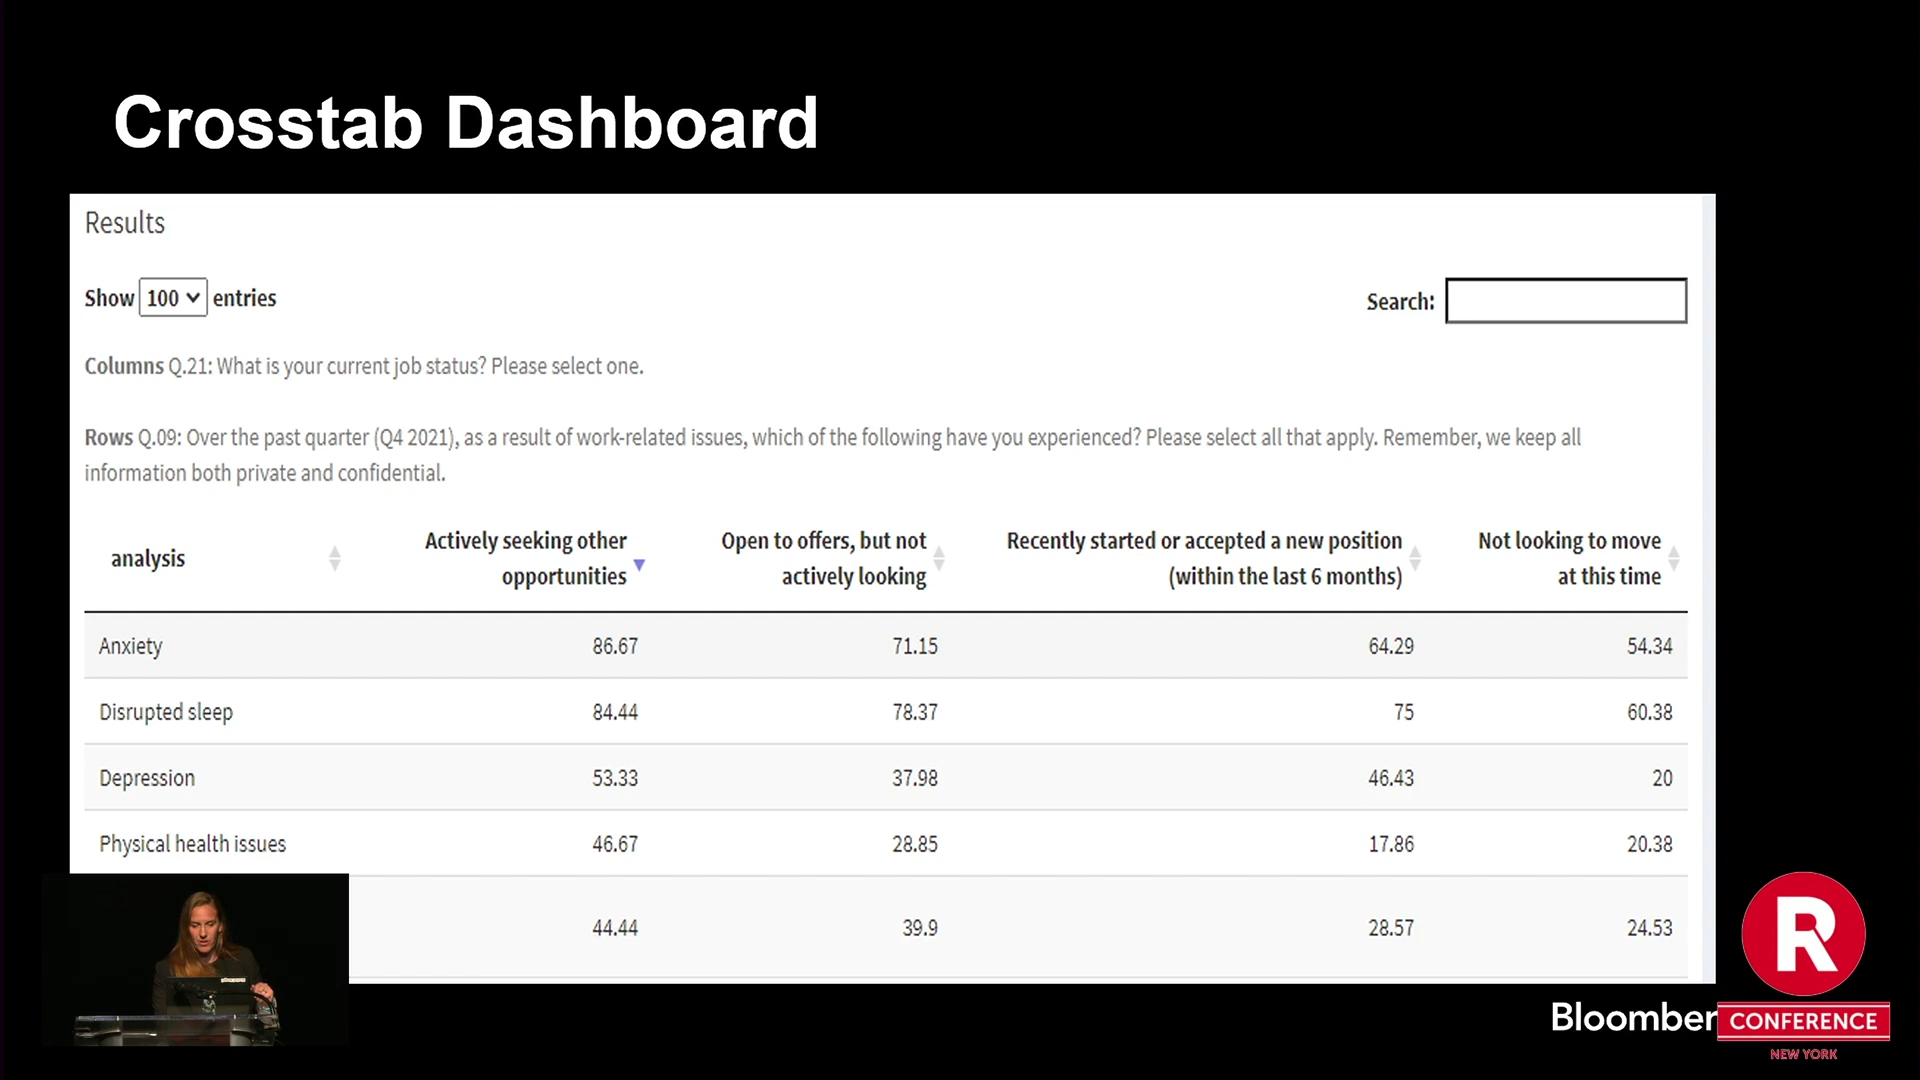 Crosstab Dashboard
Results
Show 100 entries
Search:
Columns Q.21: What is your current job status? Please select one.
Rows Q.09: Over the past quarter (Q4 2021), as a result of work-related issues, which of the following have you experienced? Please select all that apply. Remember, we keep all
information both private and confidential.
analysis
Actively seeking other
opportunities
Open to offers, but not
actively looking
Recently started or accepted a new position
(within the last 6 months)
Not looking to move
at this time
Anxiety 86.67 71.15 64.29 54.34
Disrupted sleep 84.44 78.37 75 60.38
Depression 53.33 37.98 46.43 20
Physical health issues 46.67 28.85 17.86 20.38
44.44 39.9 28.57 24.53
R
Bloomber
CONFERENCE
NEW YORK